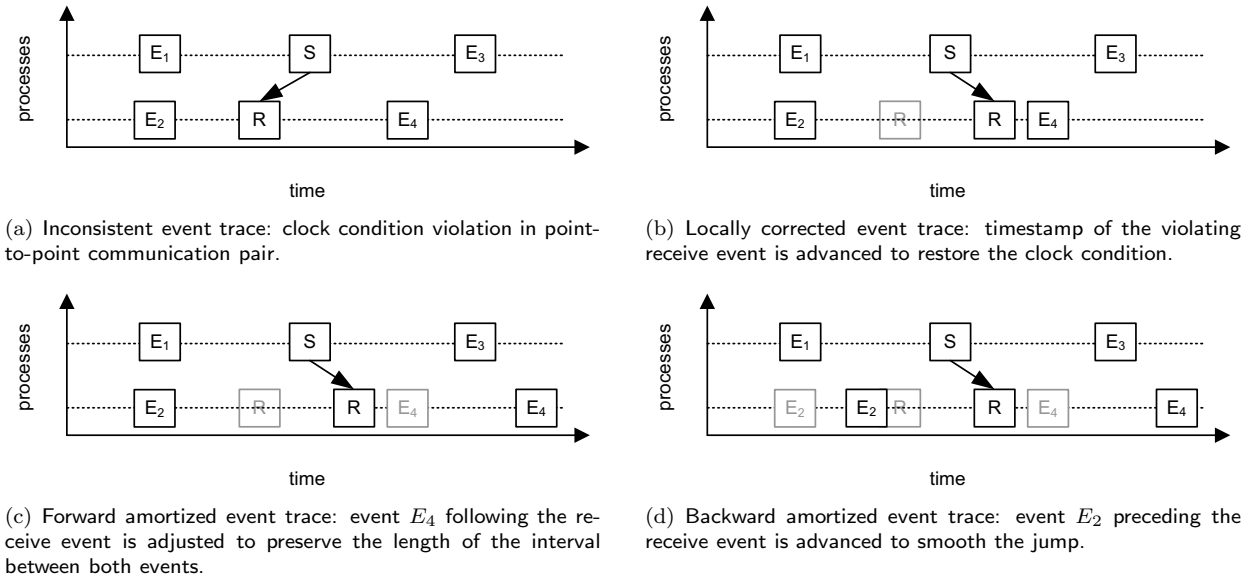 processes
E1
S
E3
E2
R
E4
time
(a) Inconsistent event trace: clock condition violation in point-
to-point communication pair.
processes
E1
S
E3
E2
R
R
E4
time
(b) Locally corrected event trace: timestamp of the violating
receive event is advanced to restore the clock condition.
processes
E1
S
E3
E2
R
R
E4
E4
time
(c) Forward amortized event trace: event E4 following the re-
ceive event is adjusted to preserve the length of the interval
between both events.
processes
E1
S
E3
E2
E2
R
R
E4
E4
time
(d) Backward amortized event trace: event E2 preceding the
receive event is advanced to smooth the jump.